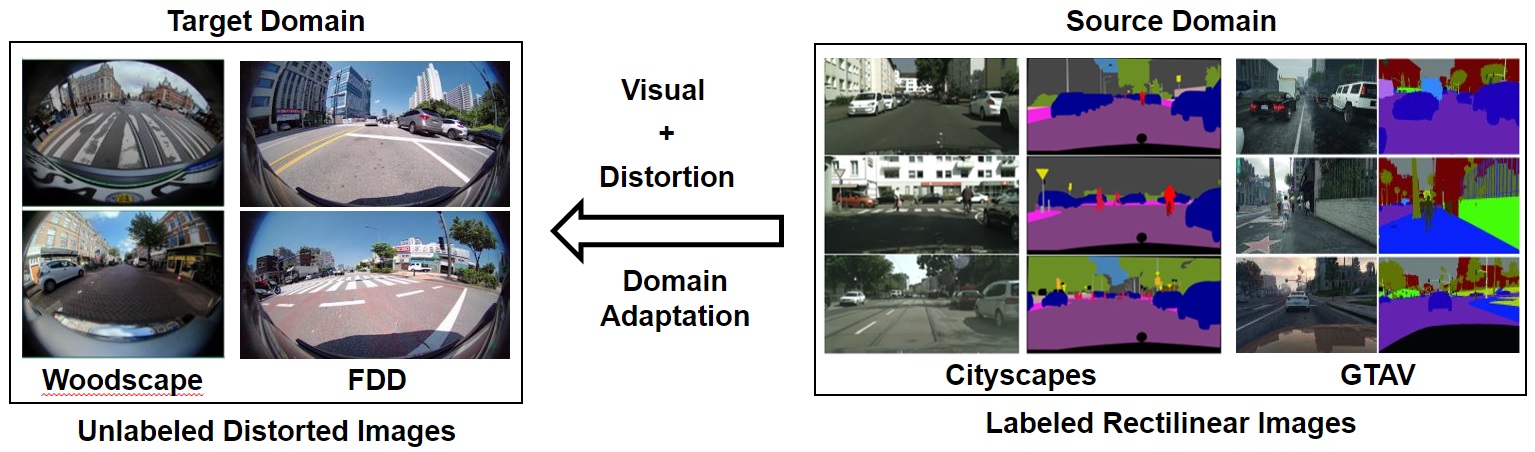 Target Domain
Source Domain
Visual
+
Distortion
Domain
Adaptation
Woodscape
FDD
Cityscapes
GTAV
Unlabeled Distorted Images
Labeled Rectilinear Images